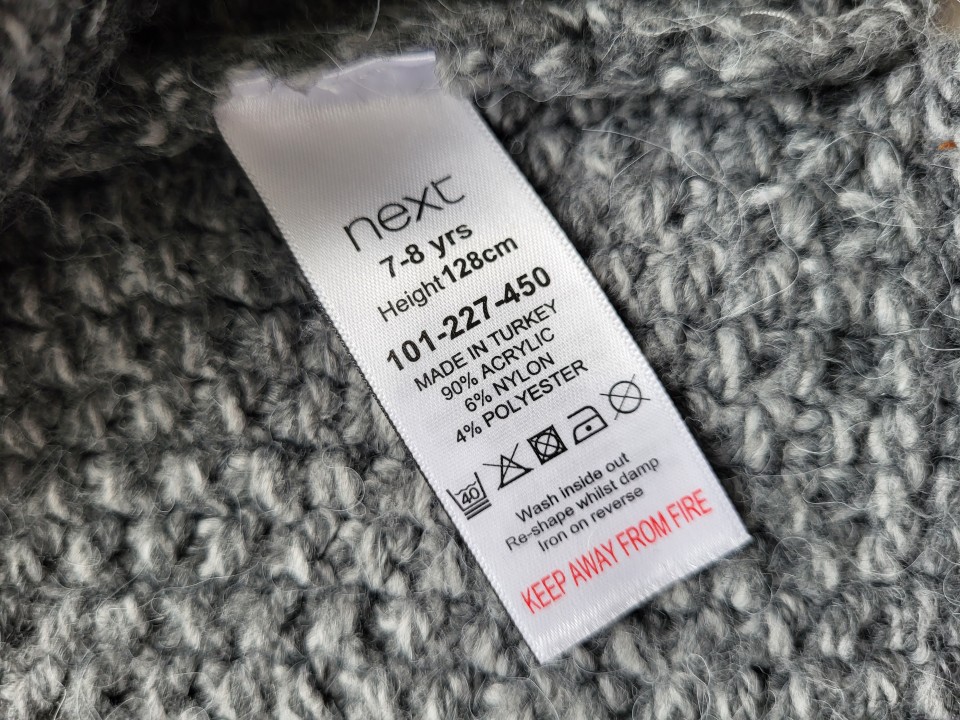 next
7-8 yrs
Height 128cm
101-227-450
MADE IN TURKEY
90% ACRYLIC
6% NYLON
4% POLYESTER
40
Wash inside out
Re-shape whilst damp
Iron on reverse
KEEP AWAY FROM FIRE